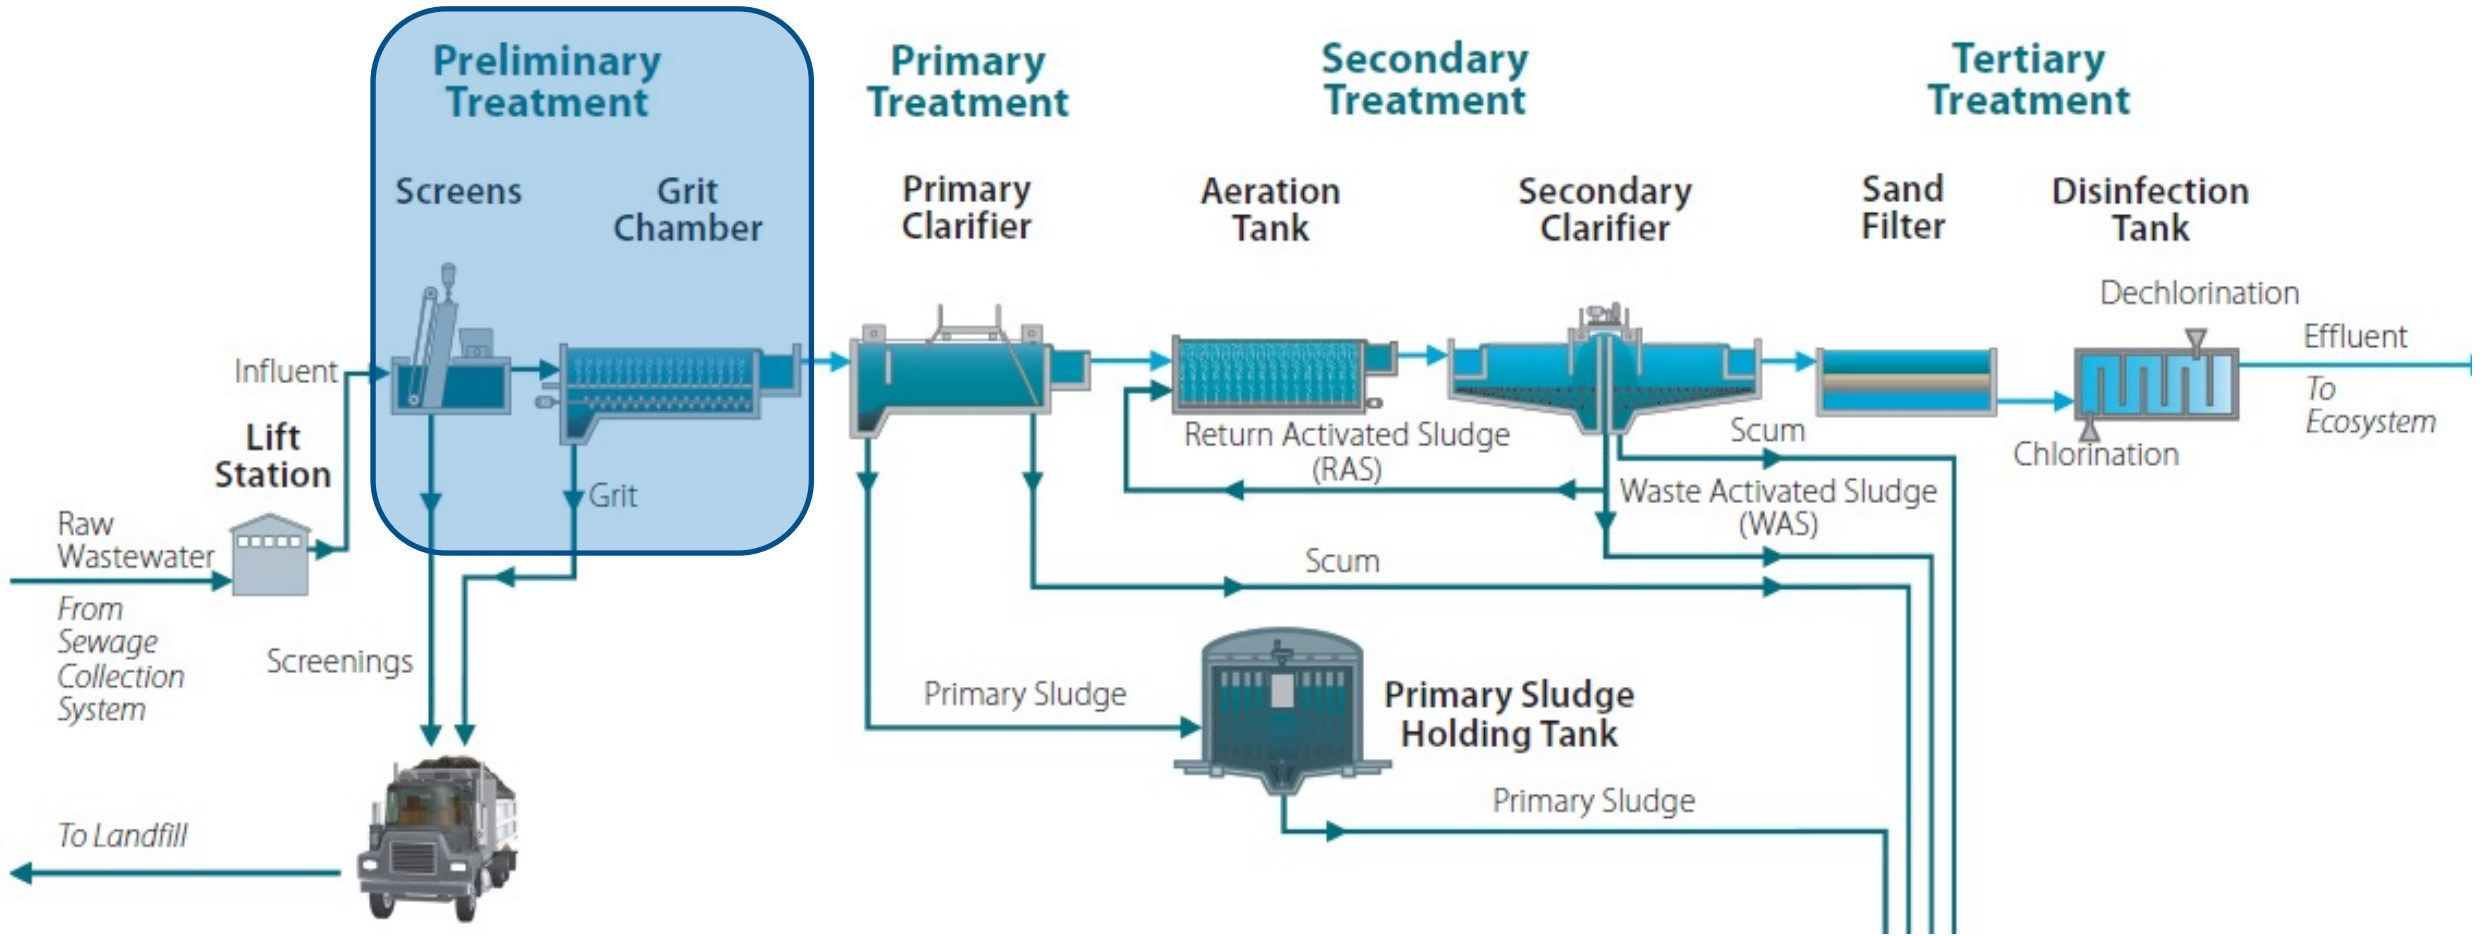 Preliminary
Treatment
Primary
Treatment
Secondary
Treatment
Tertiary
Treatment
Screens
Grit
Chamber
Primary
Clarifier
Aeration
Tank
Secondary
Clarifier
Sand
Filter
Disinfection
Tank
Dechlorination
Influent
Effluent
To
Ecosystem
Lift
Station
Return Activated Sludge
(RAS)
Scum
Chlorination
Grit
Waste Activated Sludge
(WAS)
Raw
Wastewater
From
Sewage
Collection
System
Scum
Screenings
Primary Sludge
Primary Sludge
Holding Tank
Primary Sludge
To Landfill